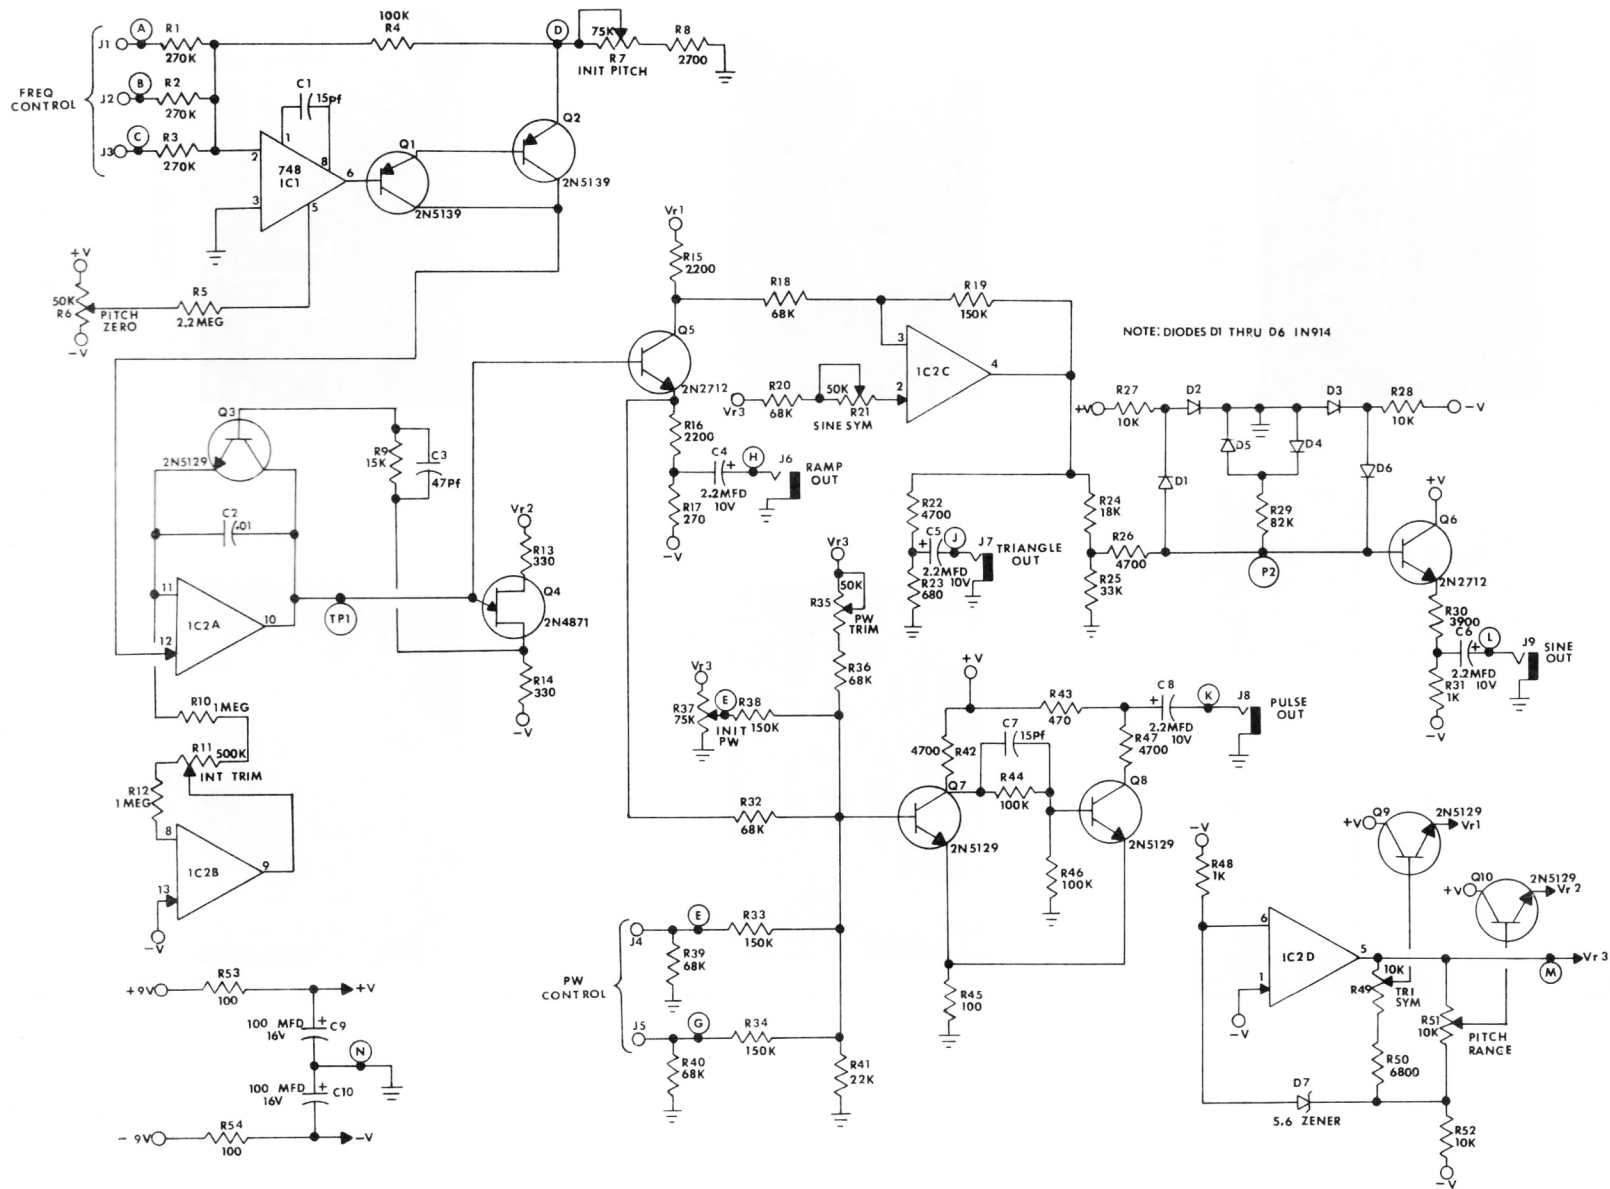 FREQ
CONTROL
J1
A
R1
270K
J2
B
R2
270K
J3
C
R3
270K
100K
R4
C1
15pf
2
1
748
IC1
8
6
3
5
Q1
2N5139
Q2
2N5139
D
75K
R7
INIT PITCH
R8
2700
+V
50K
R6
PITCH
ZERO
-V
R5
2.2MEG
Q3
2N5129
C2
.01
R9
15K
C3
47Pf
11
IC2A
10
12
TP1
Vr2
R13
330
Q4
2N4871
R14
330
-V
R10
1MEG
R11
500K
INT TRIM
R12
1MEG
8
IC2B
9
13
-V
+9V
R53
100
+V
100 MFD
16V
C9
N
100 MFD
16V
C10
-9V
R54
100
-V
Vr1
R15
2200
Q5
2N2712
R16
2200
C4
+
H
J6
RAMP
OUT
2.2MFD
10V
R17
270
-V
R18
68K
R19
150K
3
IC2C
4
2
Vr3
R20
68K
50K
R21
SINE SYM
R22
4700
+
C5
J
J7
TRIANGLE
OUT
2.2MFD
10V
R23
680
R24
18K
R26
4700
R25
33K
NOTE: DIODES D1 THRU D6 IN914
+V
R27
10K
D2
D3
R28
10K
-V
D5
D4
D1
D6
R29
82K
P2
+V
Q6
2N2712
R30
3900
C6
+
L
J9
SINE
OUT
2.2MFD
10V
R31
1K
-V
Vr3
50K
R35
PW
TRIM
R36
68K
Vr3
R37
75K
E
INIT
PW
R38
150K
R32
68K
+V
R43
470
4700
R42
C7
15Pf
R44
100K
Q7
2N5129
+
C8
K
J8
PULSE
OUT
2.2MFD
10V
R47
4700
Q8
2N5129
R46
100K
R45
100
PW
CONTROL
J4
E
R33
150K
R39
68K
J5
G
R34
150K
R40
68K
R41
22K
-V
R48
1K
6
IC2D
5
1
-V
+V
Q9
2N5129
Vr1
Q10
2N5129
+V
Vr2
10K
R49
TRI
SYM
M
Vr3
R51
10K
PITCH
RANGE
R50
6800
D7
5.6 ZENER
R52
10K
-V